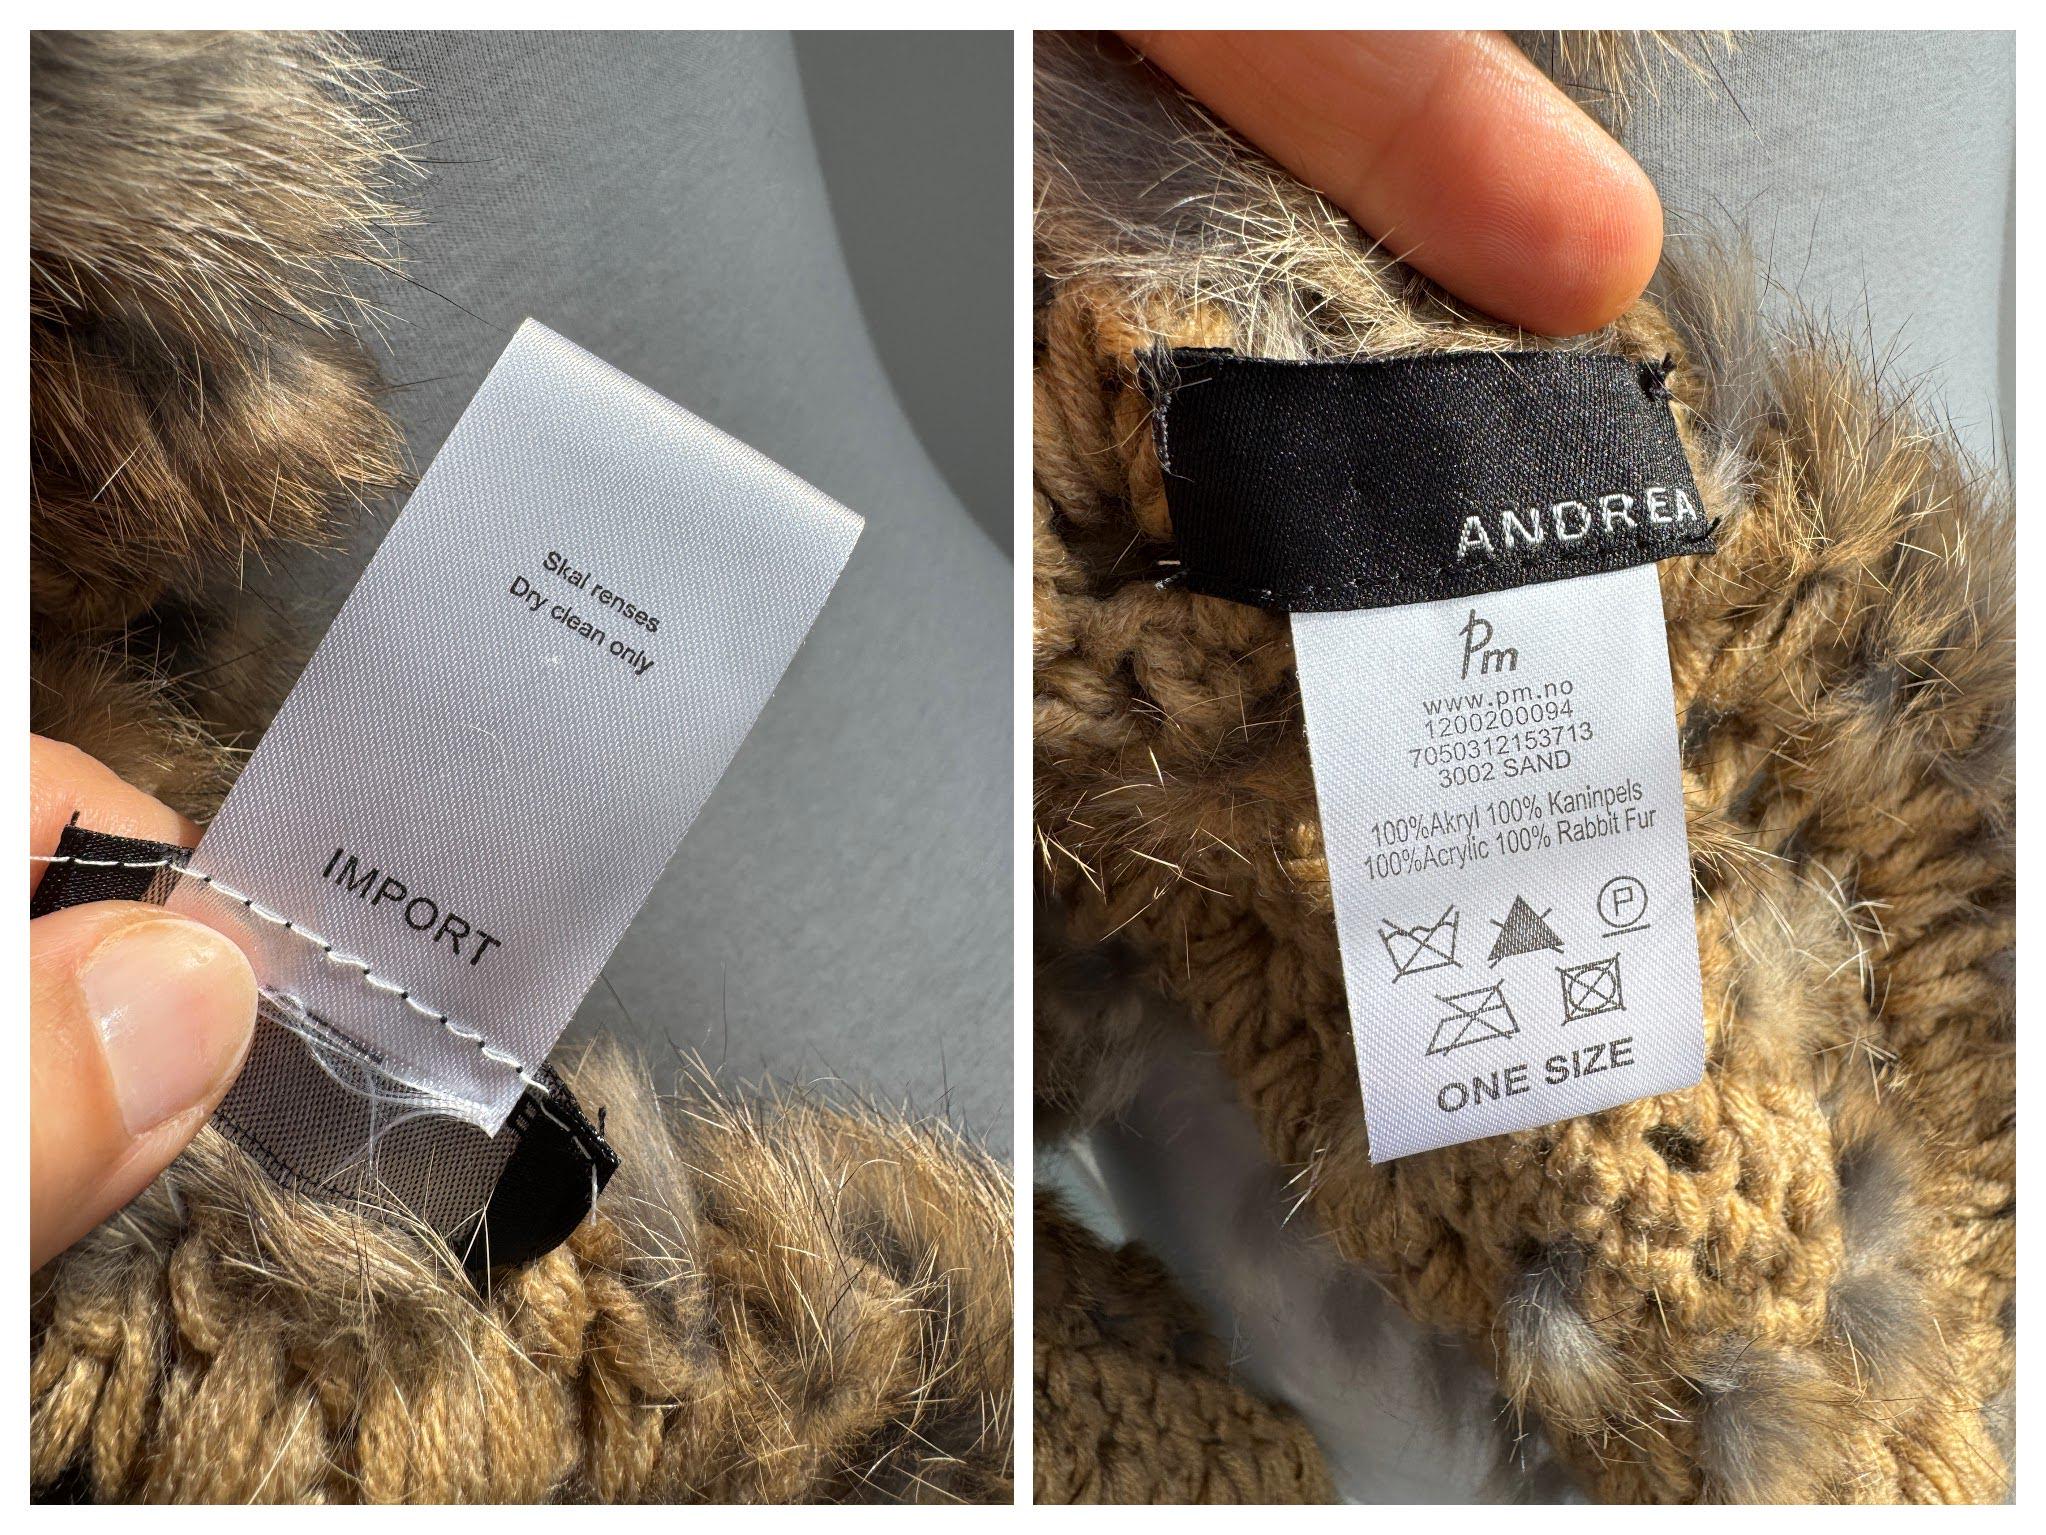 Skal renses
Dry clean only
IMPORT
ANDREA
Pm
www.pm.no
1200200094
7050312153713
3002 SAND
100%Akryl 100% Kaninpels
100%Acrylic 100% Rabbit Fur
P
ONE SIZE